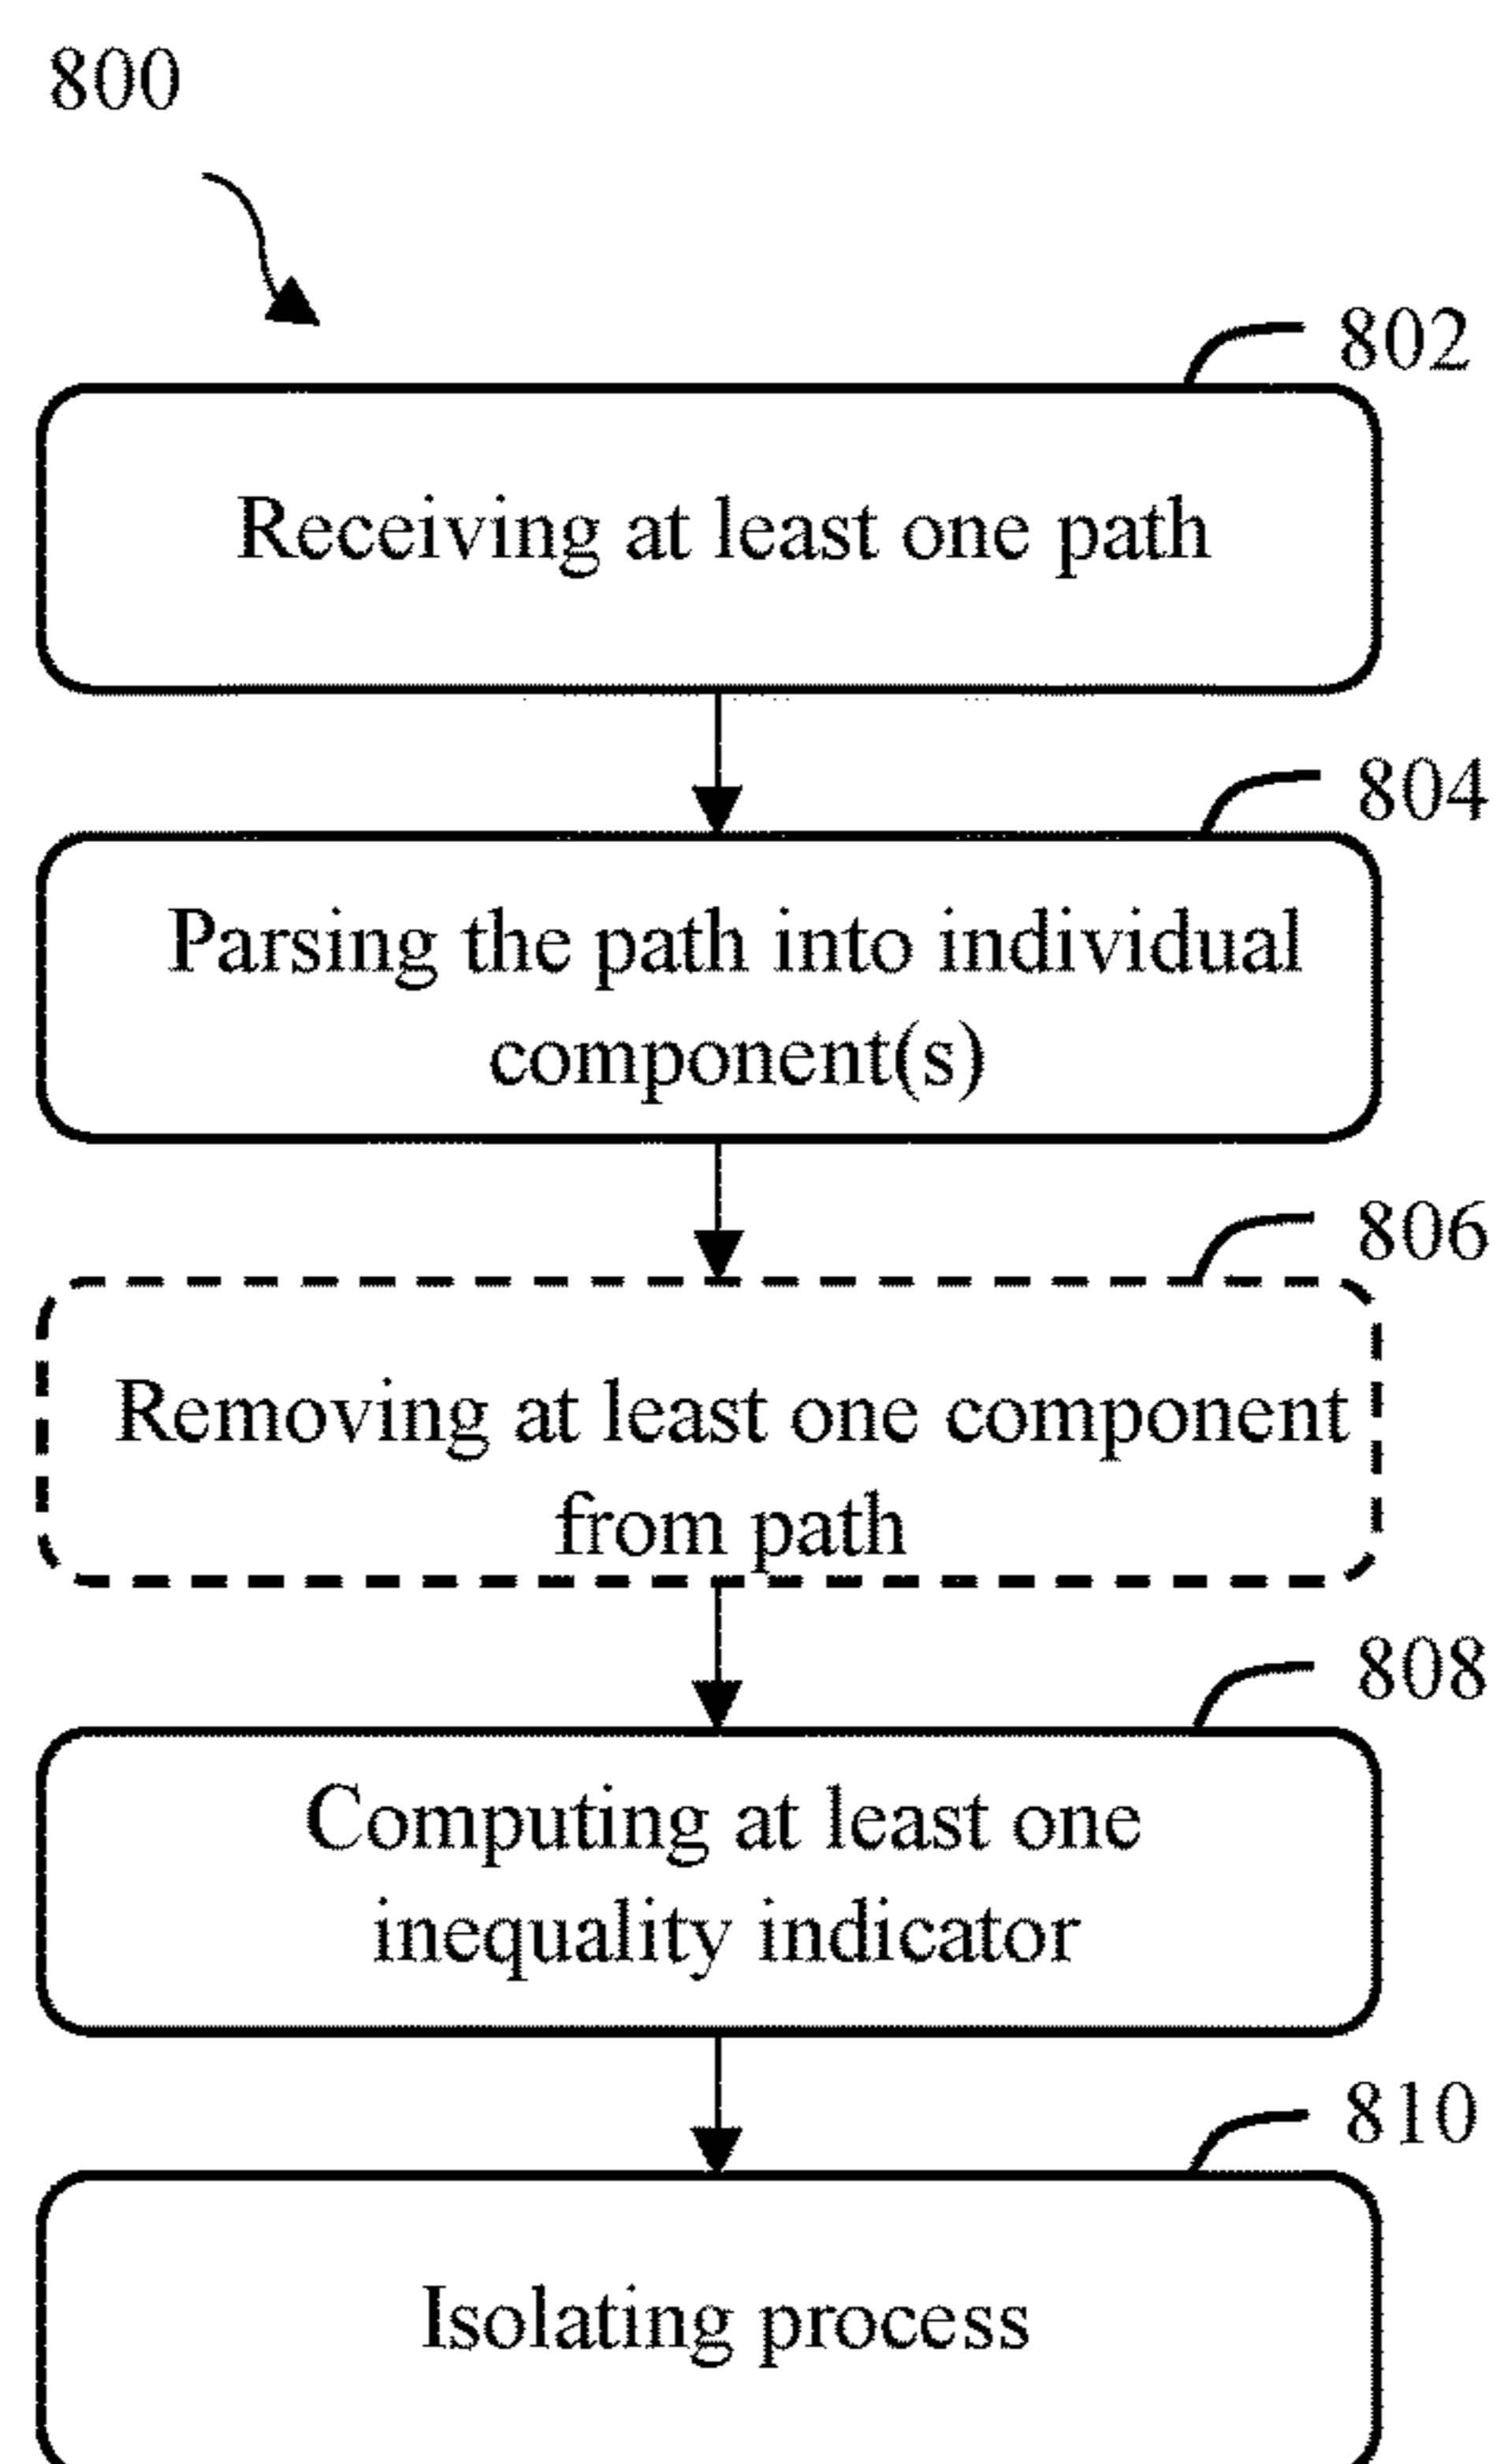 800
802
Receiving at least one path
804
Parsing the path into individual
component(s)
806
Removing at least one component
from path
808
Computing at least one
inequality indicator
810
Isolating process